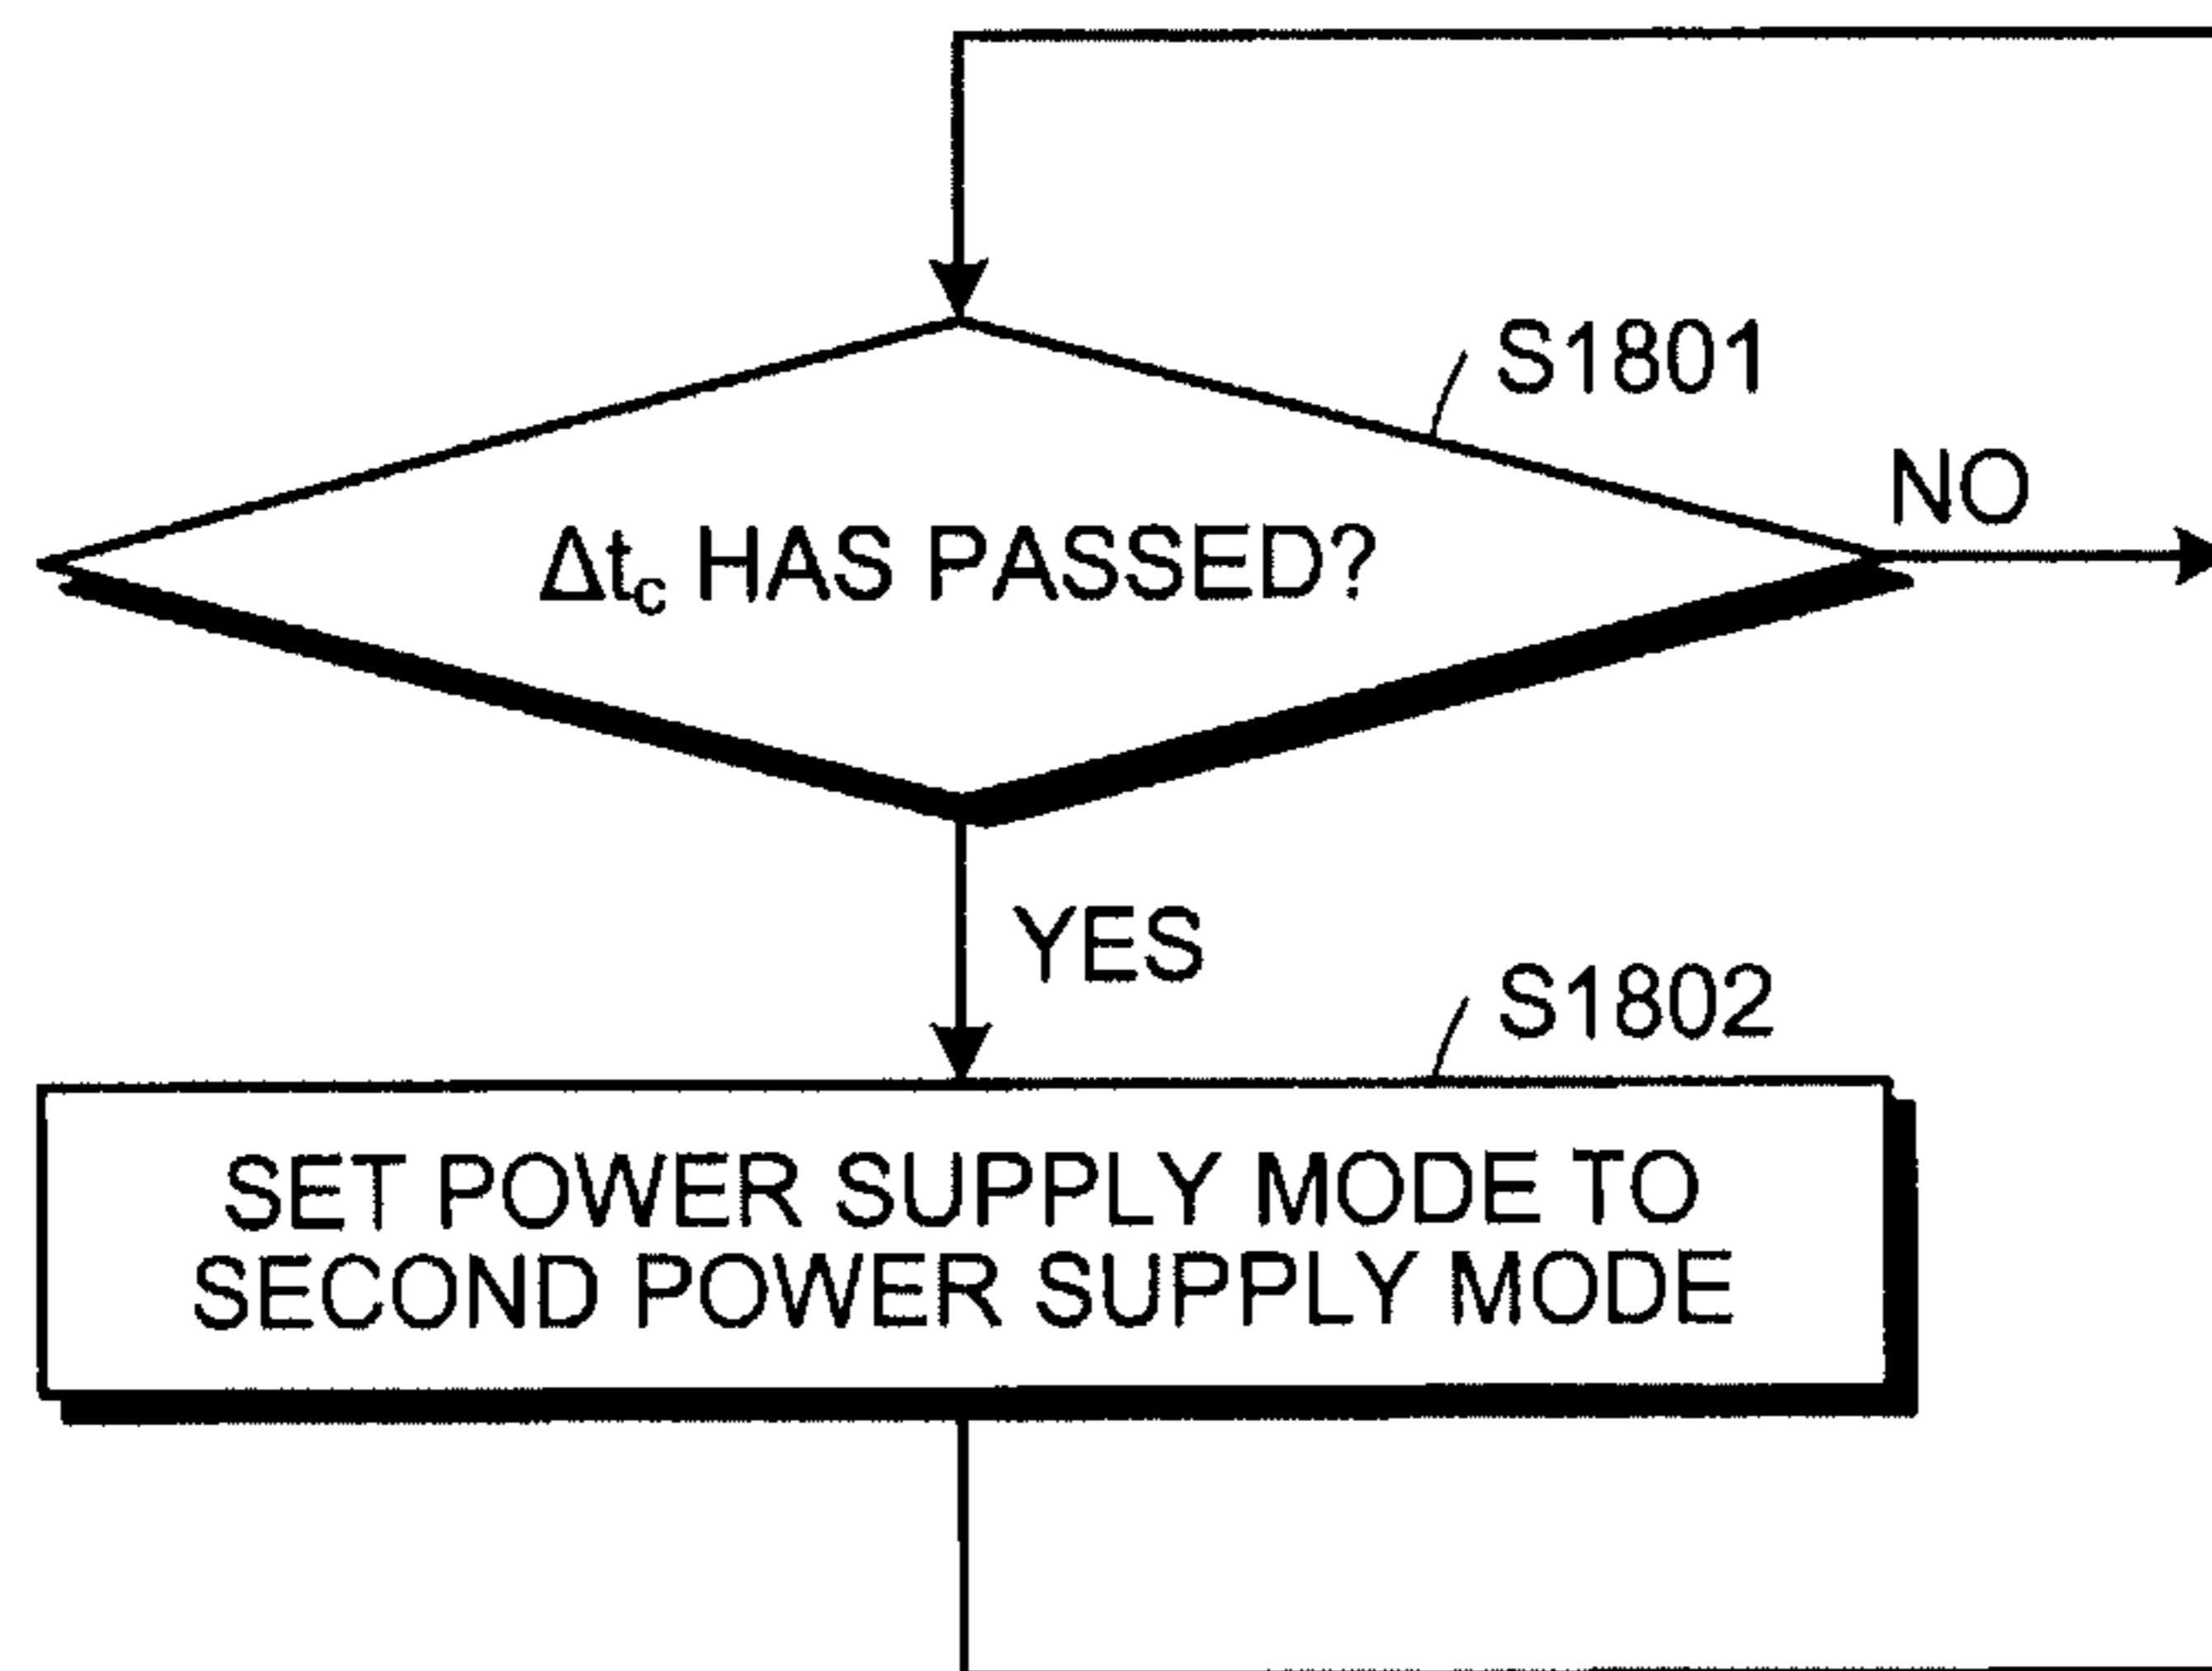 S1801
NO
Δtc HAS PASSED?
YES
S1802
SET POWER SUPPLY MODE TO
SECOND POWER SUPPLY MODE